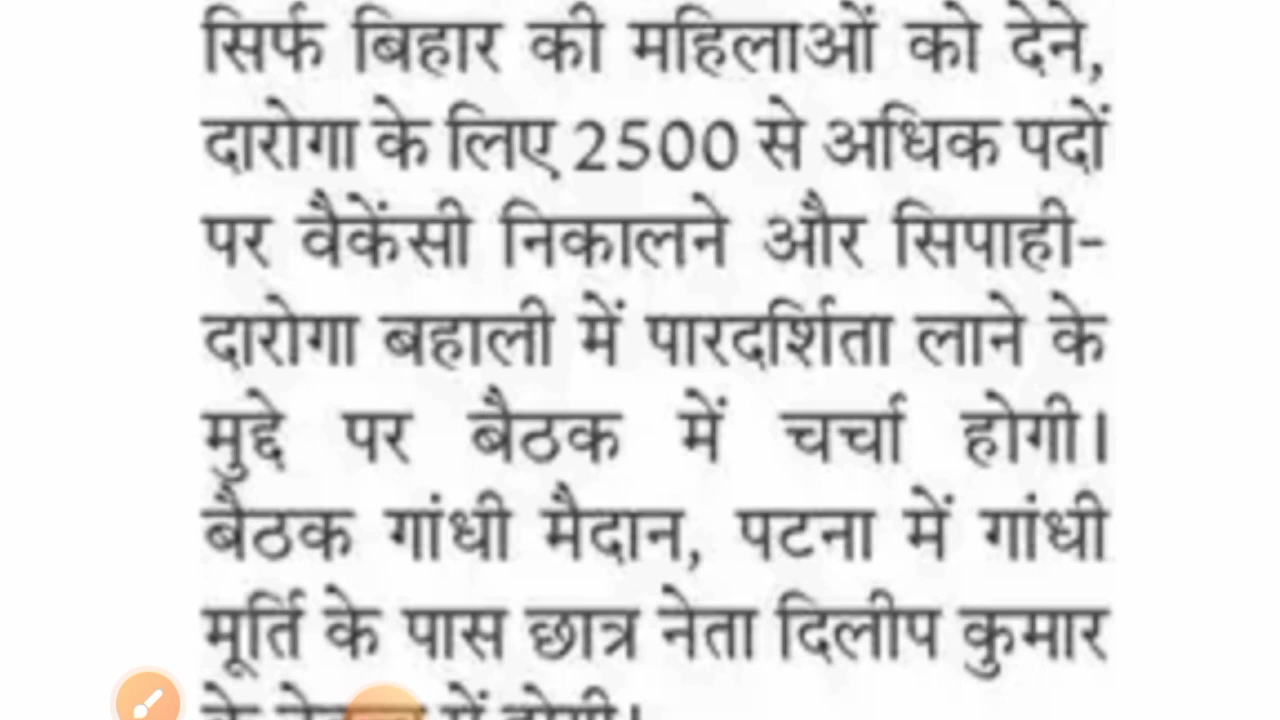 सिर्फ बिहार की महिलाओं को देने,
दारोगा के लिए 2500 से अधिक पदों
पर वैकेंसी निकालने और सिपाही-
दारोगा बहाली में पारदर्शिता लाने के
मुद्दे पर बैठक में चर्चा होगी।
बैठक गांधी मैदान, पटना में गांधी
मूर्ति के पास छात्र नेता दिलीप कुमार
में होगी।